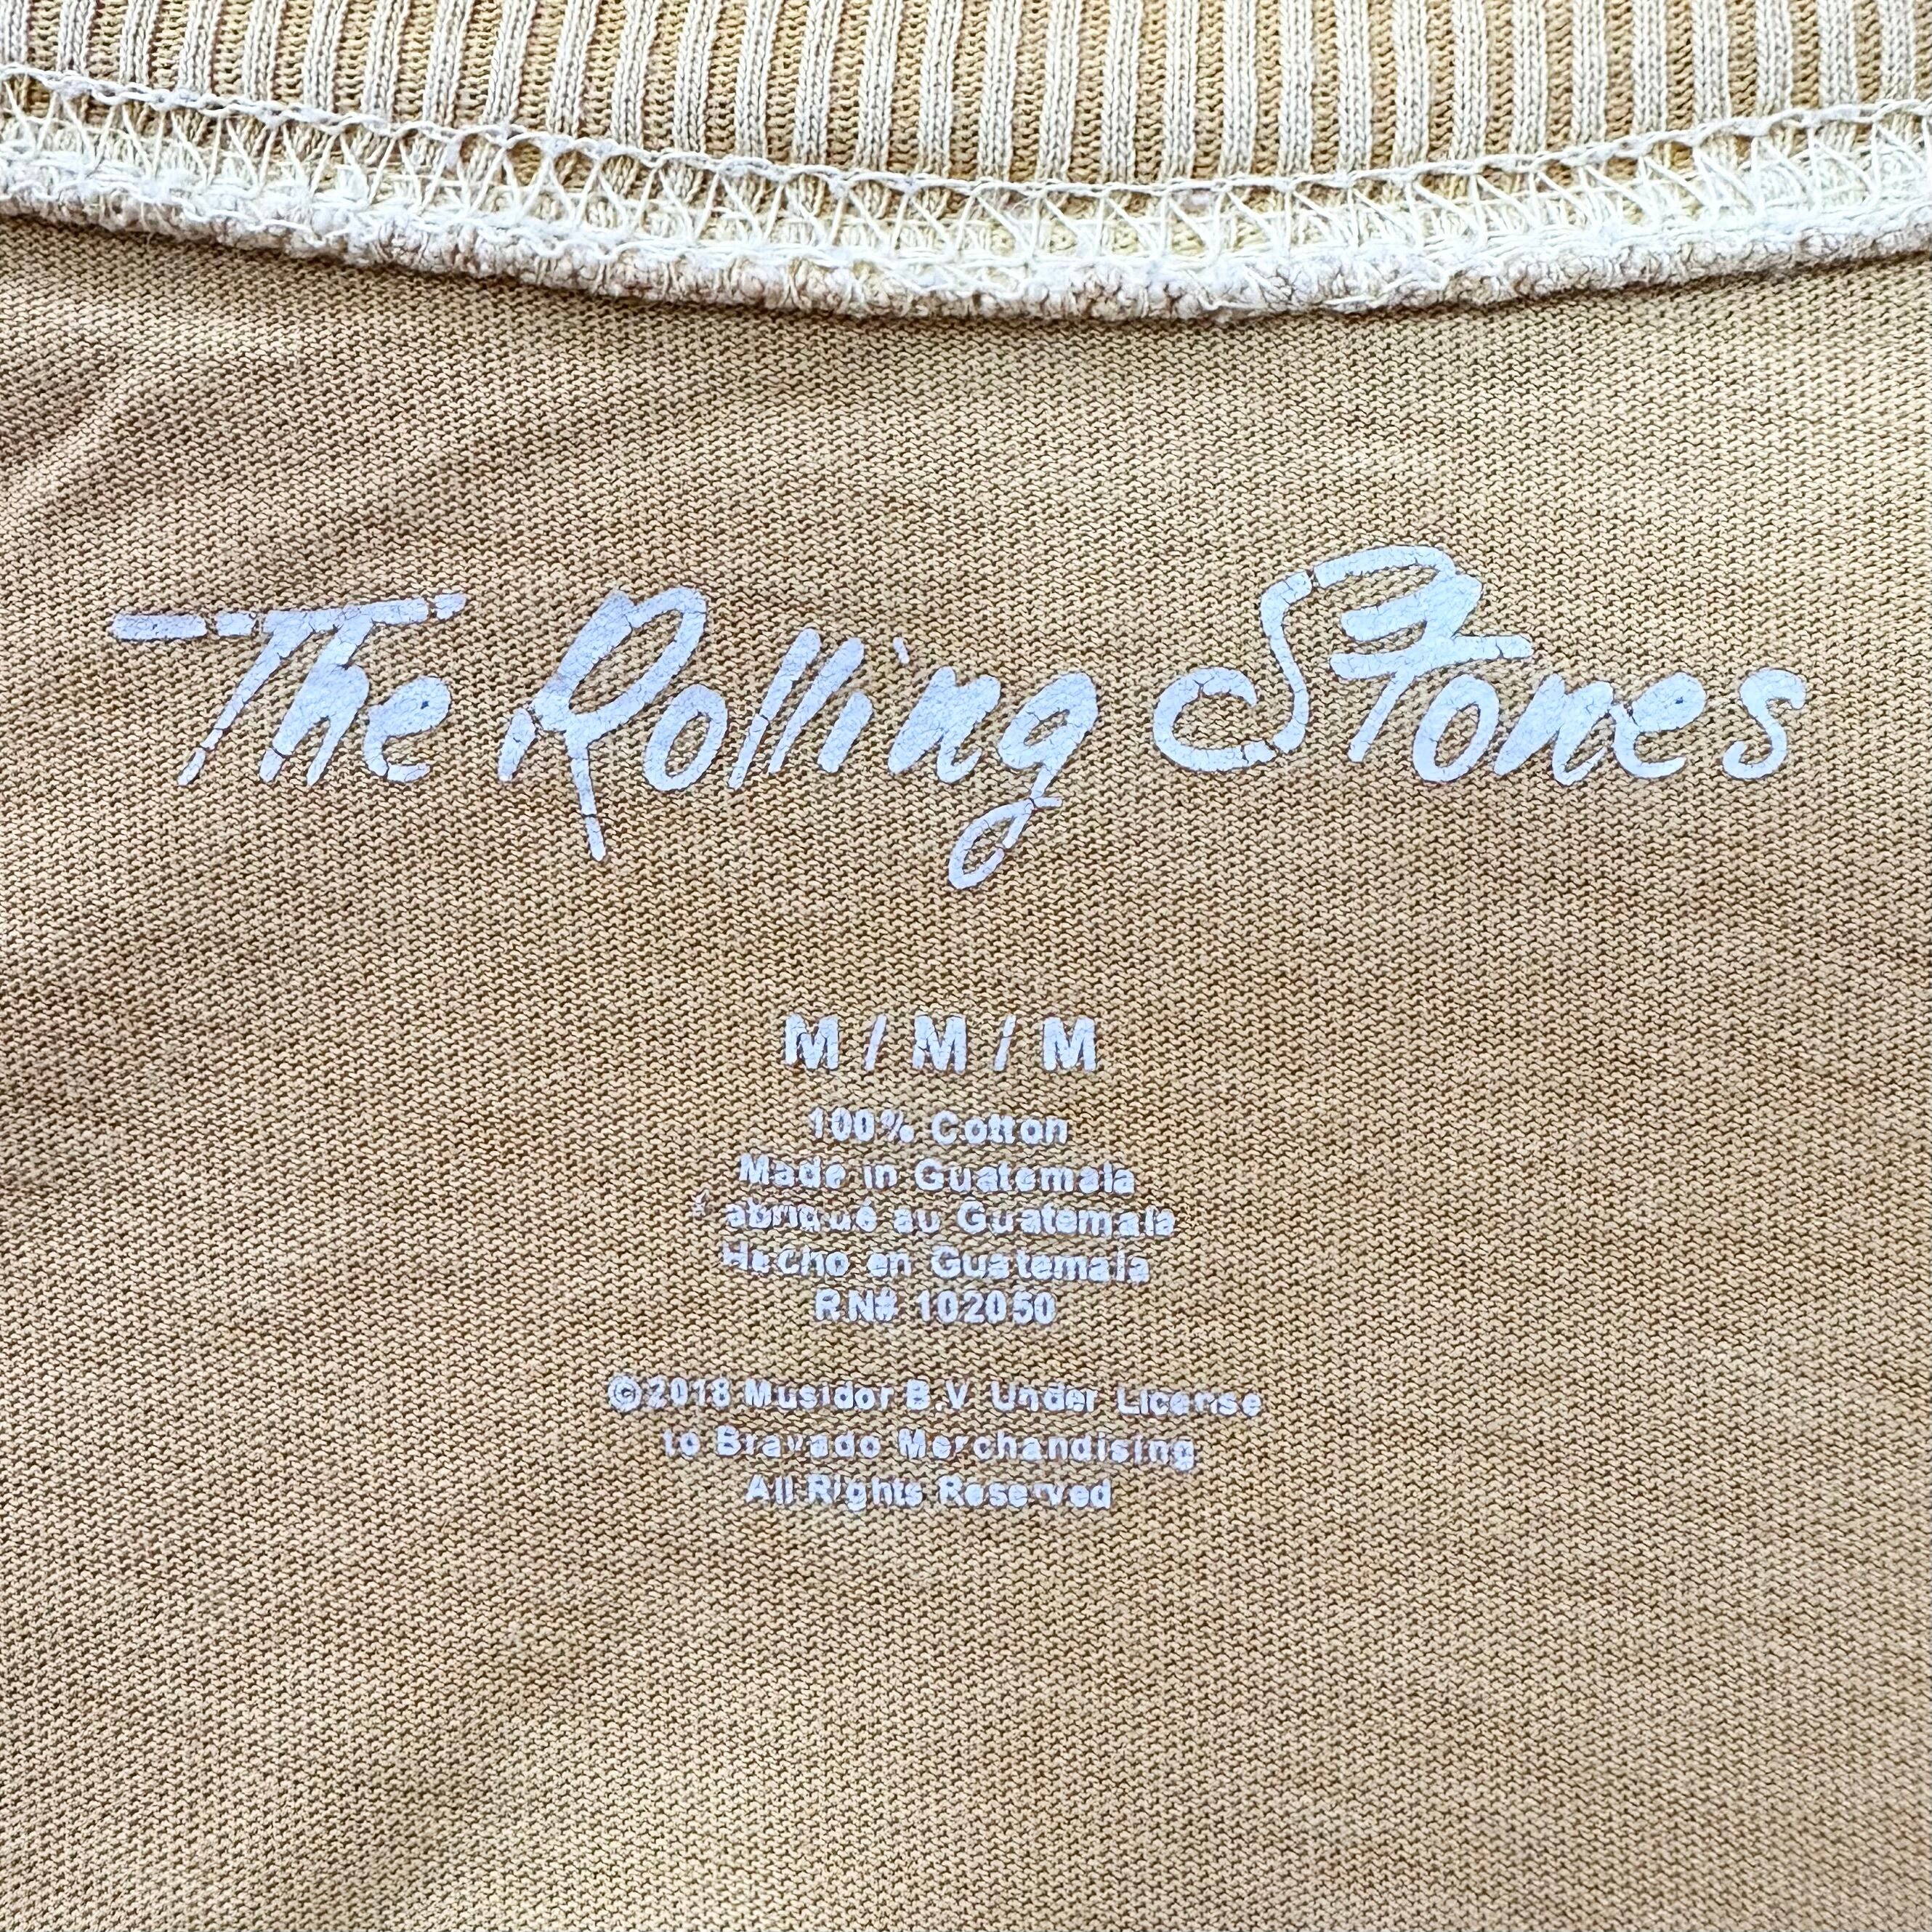 The Rolling Stones
M / M / M
100% Cotton
Made in Guatemala
Fabriqué au Guatemala
Hecho en Guatemala
RN# 102050
©2018 Musidor B.V. Under License
to Bravado Merchandising
All Rights Reserved